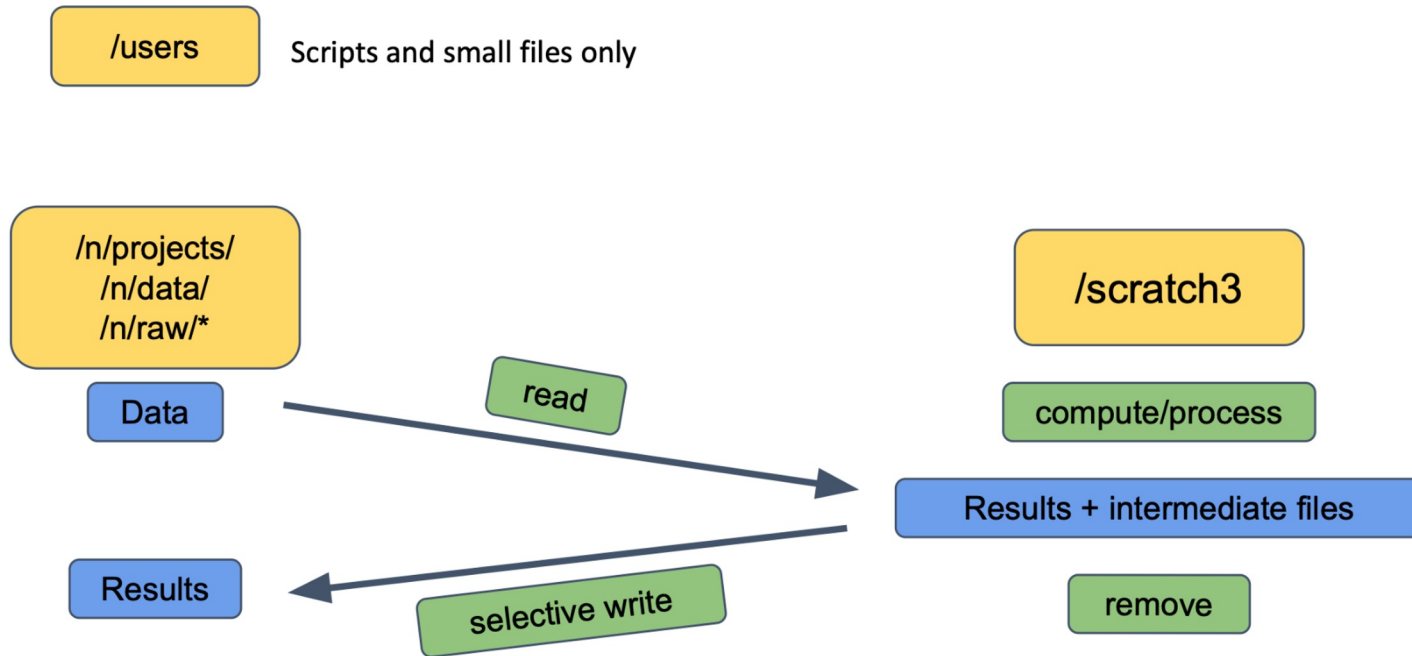 /users
Scripts and small files only
/n/projects/
/n/data/
/n/raw/*
/scratch3
Data
read
compute/process
Results + intermediate files
Results
selective write
remove